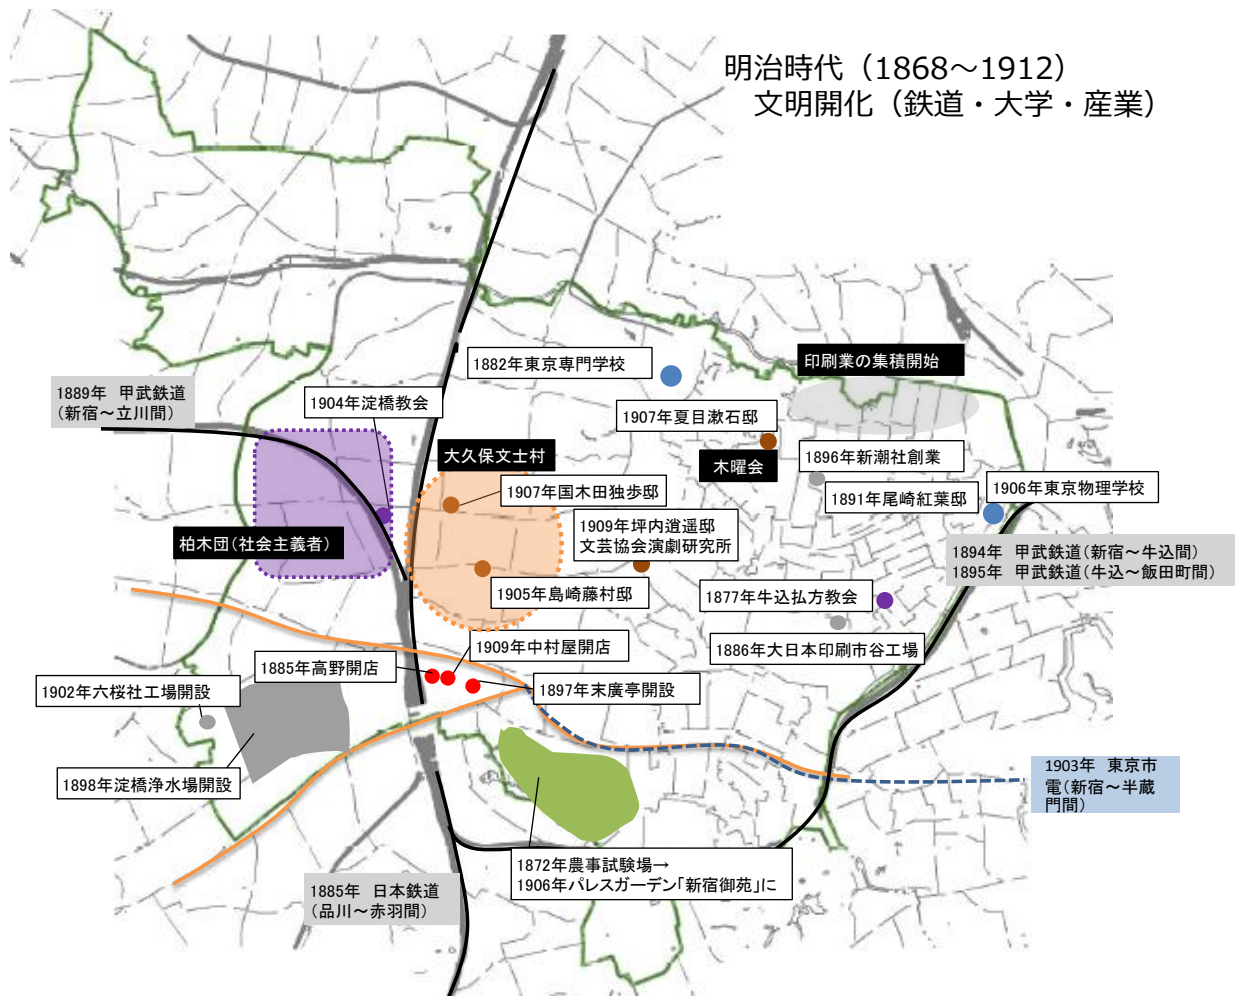 明治時代（1868～1912）
文明開化（鉄道・大学・産業）
1882年東京専門学校
印刷業の集積開始
1889年 甲武鉄道
（新宿～立川間）
1904年淀橋教会
1907年夏目漱石邸
大久保文士村
木曜会
1896年新潮社創業
1907年国木田独歩邸
1891年尾崎紅葉邸
1906年東京物理学校
1909年坪内逍遥邸
文芸協会演劇研究所
柏木団（社会主義者）
1894年 甲武鉄道（新宿～牛込間）
1895年 甲武鉄道（牛込～飯田町間）
1905年島崎藤村邸
1877年牛込払方教会
1909年中村屋開店
1886年大日本印刷市谷工場
1885年高野開店
1902年六桜社工場開設
1897年末廣亭開設
1898年淀橋浄水場開設
1903年 東京市
電（新宿～半蔵
門間）
1872年農事試験場→
1906年パレスガーデン「新宿御苑」に
1885年 日本鉄道
（品川～赤羽間）